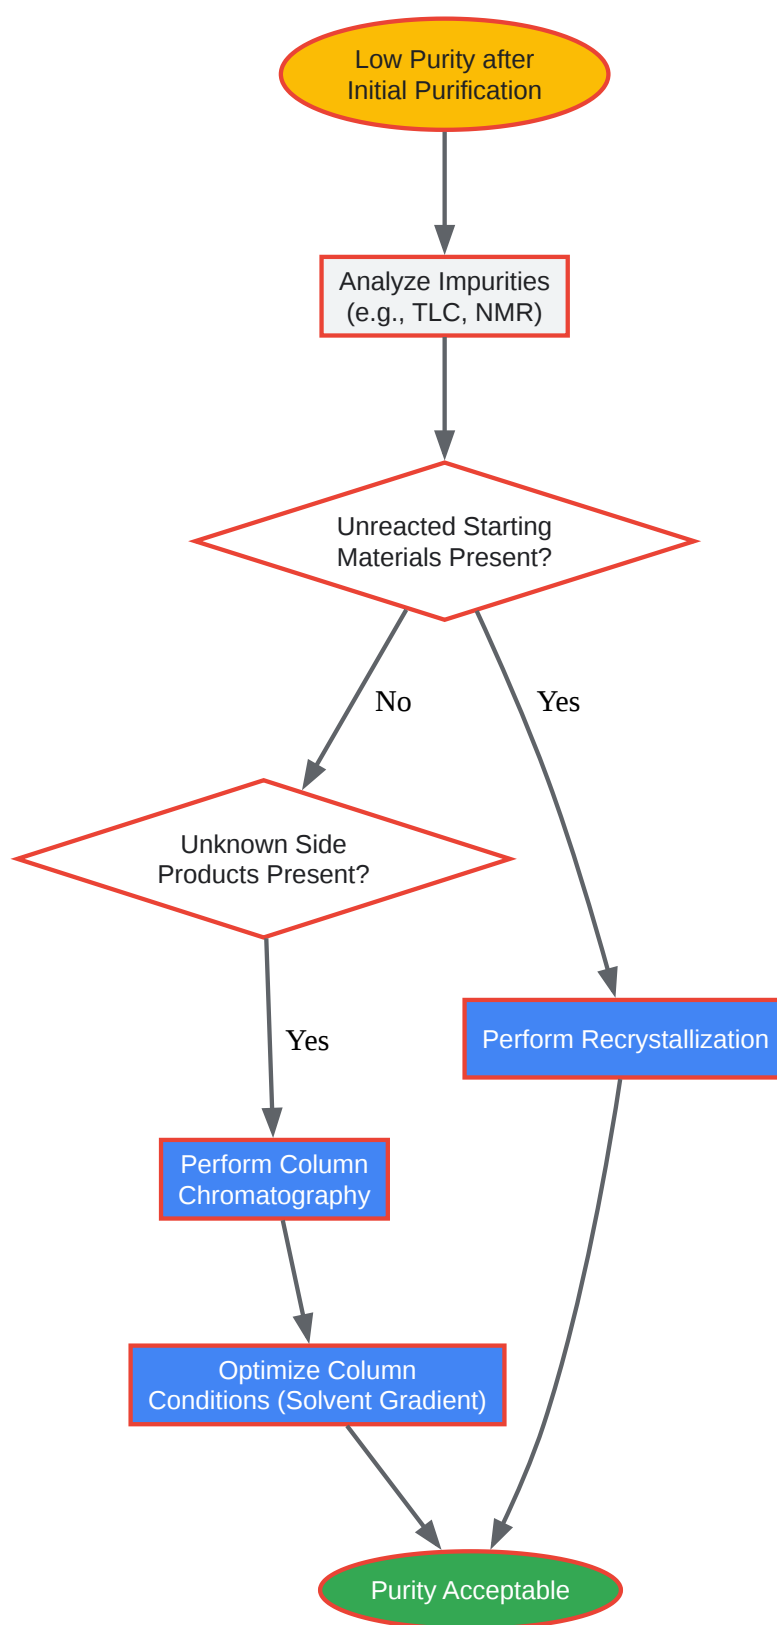 Low Purity after
Initial Purification
Analyze Impurities
(e.g., TLC, NMR)
Unreacted Starting
Materials Present?
No
Yes
Unknown Side
Products Present?
Yes
Perform Recrystallization
Perform Column
Chromatography
Optimize Column
Conditions (Solvent Gradient)
Purity Acceptable